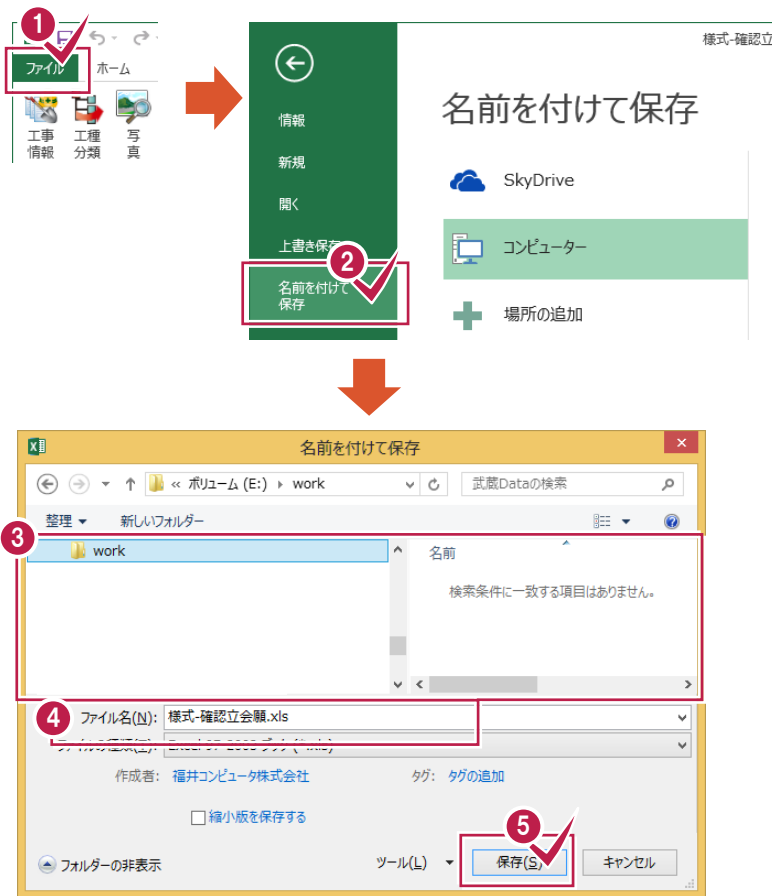 1
ファイル
ホーム
工事
情報
工種
分類
写
真
様式-確認立
情報
新規
開く
上書き保存
2
名前を付けて
保存
名前を付けて保存
SkyDrive
コンピューター
場所の追加
名前を付けて保存
« ボリューム (E:) work
武蔵Dataの検索
整理
新しいフォルダー
3
work
名前
検索条件に一致する項目はありません。
4
ファイル名(N):
様式-確認立会願.xls
作成者:
福井コンピュータ株式会社
タグ:
タグの追加
縮小版を保存する
5
フォルダーの非表示
ツール(L)
保存(S)
キャンセル